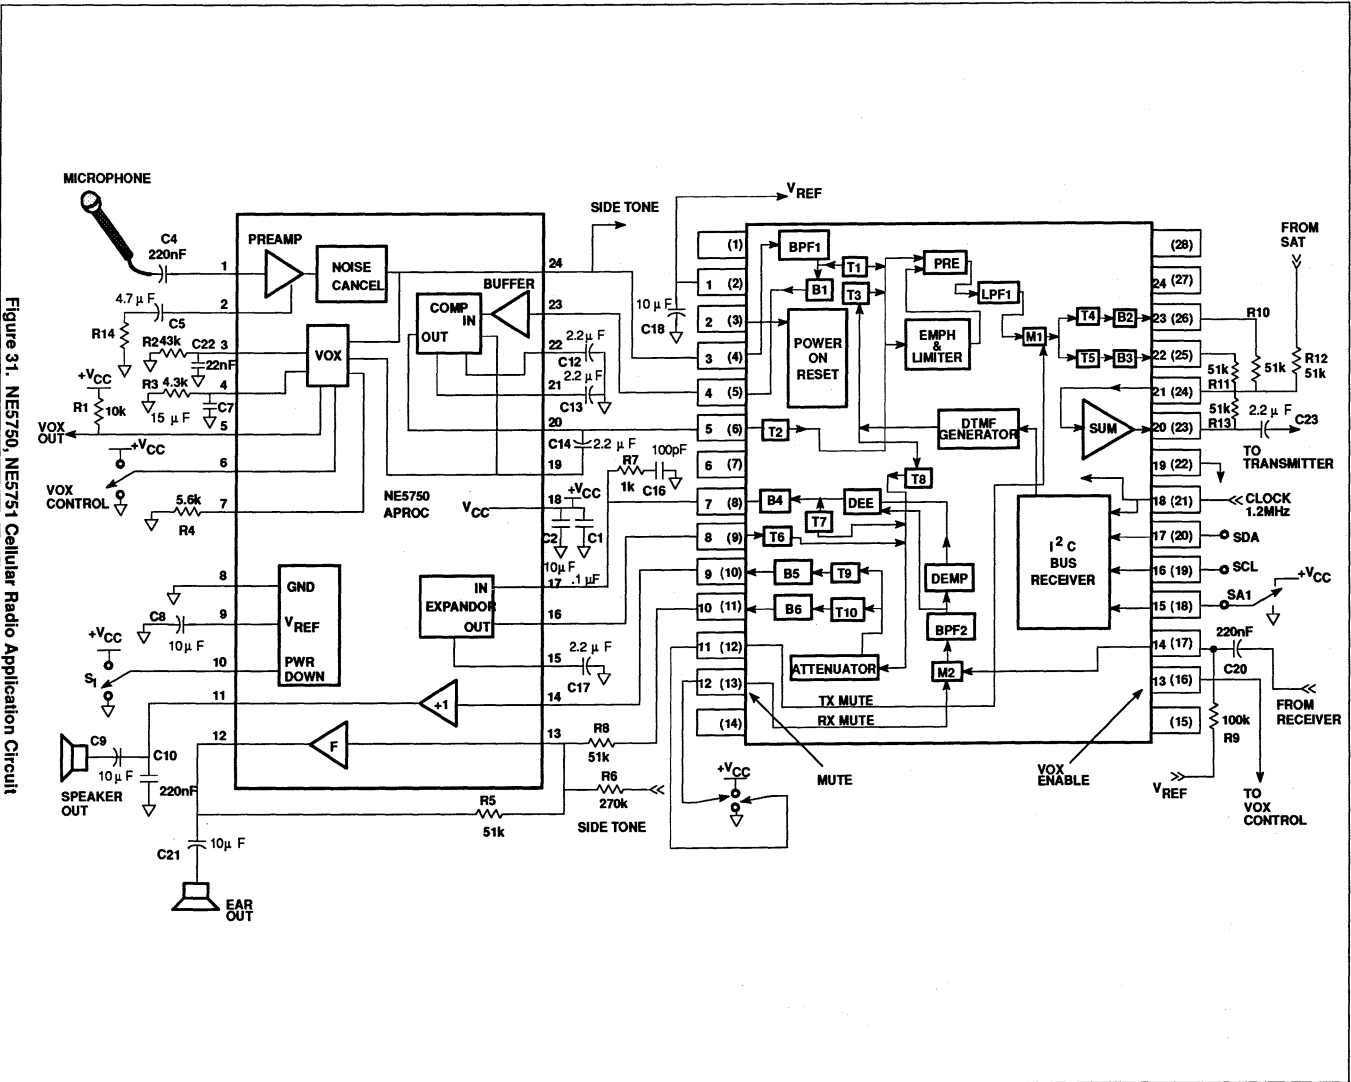 Figure 31. NE5750, NE5751 Cellular Radio Application Circuit
MICROPHONE
C4
220nF
4.7μ F
C5
R14
R2 43k
C22
22nF
R3 4.3k
C7
15 μ F
+VCC
R1
10k
VOX
OUT
+VCC
VOX
CONTROL
5.6k
R4
C8
10μ F
+VCC
S1
C9
10μ F
C10
220nF
SPEAKER
OUT
C21
10μ F
EAR
OUT
1
2
3
4
5
6
7
8
9
10
11
12
PREAMP
NOISE
CANCEL
VOX
COMP
IN
OUT
BUFFER
NE5750
APROC
VCC
GND
VREF
PWR
DOWN
IN
EXPANDOR
OUT
+1
F
24
23
22
21
20
19
18
17
16
15
14
13
SIDE TONE
2.2μ F
C12
2.2μ F
C13
C14
2.2 μ F
R7
1k
100pF
C16
+VCC
C2
C1
10μ F
.1 μF
2.2 μ F
C17
R8
51k
R6
270k
SIDE TONE
R5
51k
VREF
10 μ F
C18
(1)
1 (2)
2 (3)
3 (4)
4 (5)
5 (6)
6 (7)
7 (8)
8 (9)
9 (10)
10 (11)
11 (12)
12 (13)
(14)
BPF1
B1
T1
T3
PRE
LPF1
POWER
ON
RESET
EMPH
&
LIMITER
M1
T4
B2
T5
B3
T2
DTMF
GENERATOR
SUM
T8
B4
DEE
T7
T6
B5
T9
B6
T10
DEMP
BPF2
M2
ATTENUATOR
I2C
BUS
RECEIVER
TX MUTE
RX MUTE
MUTE
VOX
ENABLE
+VCC
(28)
24 (27)
23 (26)
22 (25)
21 (24)
20 (23)
19 (22)
18 (21)
17 (20)
16 (19)
15 (18)
14 (17)
13 (16)
(15)
FROM
SAT
R10
51k
R11
51k
R12
51k
51k
R13
2.2 μ F
C23
TO
TRANSMITTER
CLOCK
1.2MHz
SDA
SCL
SA1
+VCC
220nF
C20
FROM
RECEIVER
100k
R9
VREF
TO
VOX
CONTROL